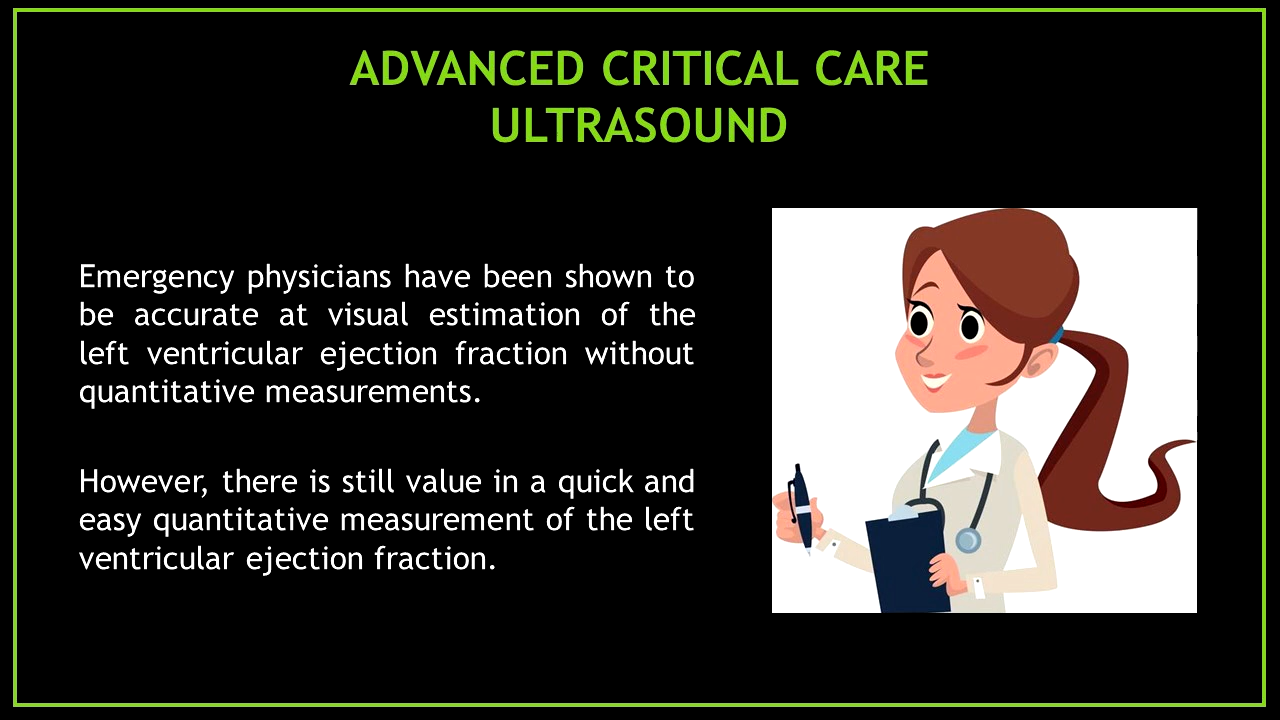 ADVANCED CRITICAL CARE
ULTRASOUND
Emergency physicians have been shown to
be accurate at visual estimation of the
left ventricular ejection fraction without
quantitative measurements.
However, there is still value in a quick and
easy quantitative measurement of the left
ventricular ejection fraction.